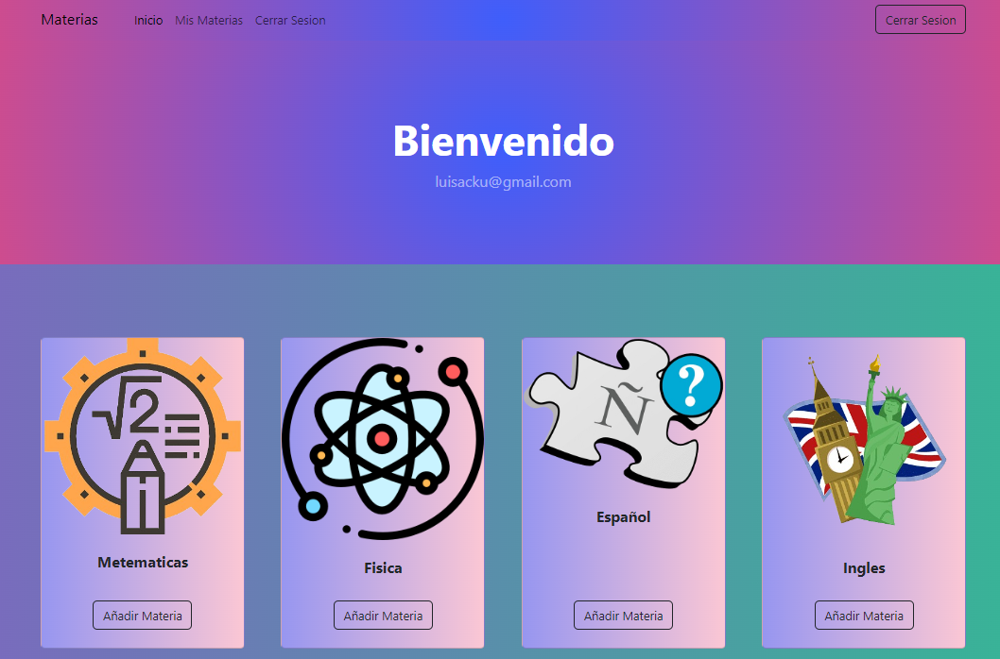 Materias Inicio Mis Materias Cerrar Sesion Cerrar Sesion
Bienvenido
luisacku@gmail.com
√2
Ñ ?
Metematicas Fisica Español Ingles
Añadir Materia Añadir Materia Añadir Materia Añadir Materia